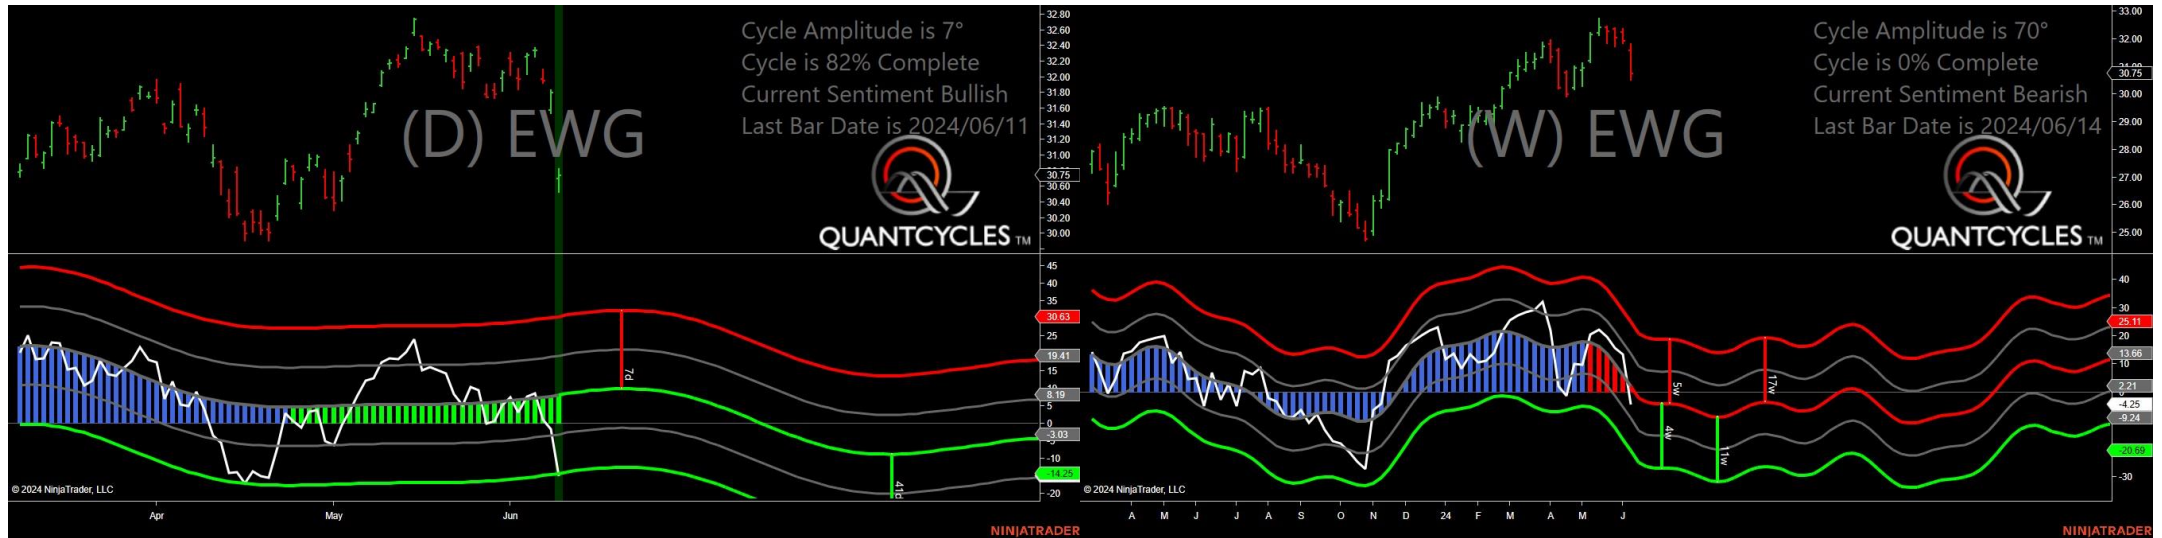 Cycle Amplitude is 7°
Cycle is 82% Complete
Current Sentiment Bullish
Last Bar Date is 2024/06/11
(D) EWG
QUANTCYCLES TM
32.80
32.60
32.40
32.20
32.00
31.80
31.60
31.40
31.20
31.00
30.75
30.60
30.40
30.20
30.00
45
40
35
30.63
25
19.41
15
10
8.19
5
0
-3.03
-5
-10
-14.25
-20
7d
41d
© 2024 NinjaTrader, LLC
Apr
May
Jun
NINJATRADER
Cycle Amplitude is 70°
Cycle is 0% Complete
Current Sentiment Bearish
Last Bar Date is 2024/06/14
(W) EWG
QUANTCYCLES TM
33.00
32.00
31.00
30.75
30.00
29.00
28.00
27.00
26.00
25.00
40
30
25.11
20
13.66
10
2.21
0
-4.25
-9.24
-20.69
-30
5w
17w
4w
11w
© 2024 NinjaTrader, LLC
A
M
J
J
A
S
O
N
D
24
F
M
A
M
J
NINJATRADER